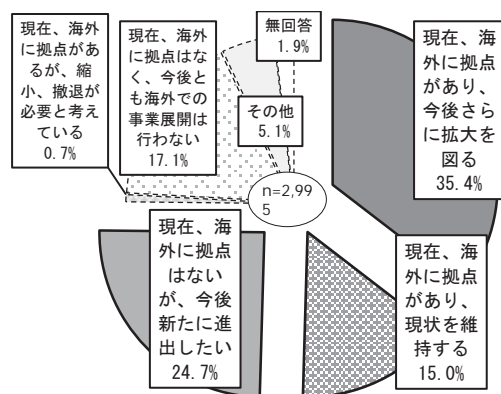 現在、海外
に拠点があ
るが、縮
小、撤退が
必要と考え
ている
0.7%
現在、海外
に拠点はな
く、今後と
も海外での
事業展開は
行わない
17.1%
無回答
1.9%
その他
5.1%
n=2,99
5
現在、海
外に拠点
があり、
今後さら
に拡大を
図る
35.4%
現在、海
外に拠点
があり、
現状を維
持する
15.0%
現在、海
外に拠点
はない
が、今後
新たに進
出したい
24.7%